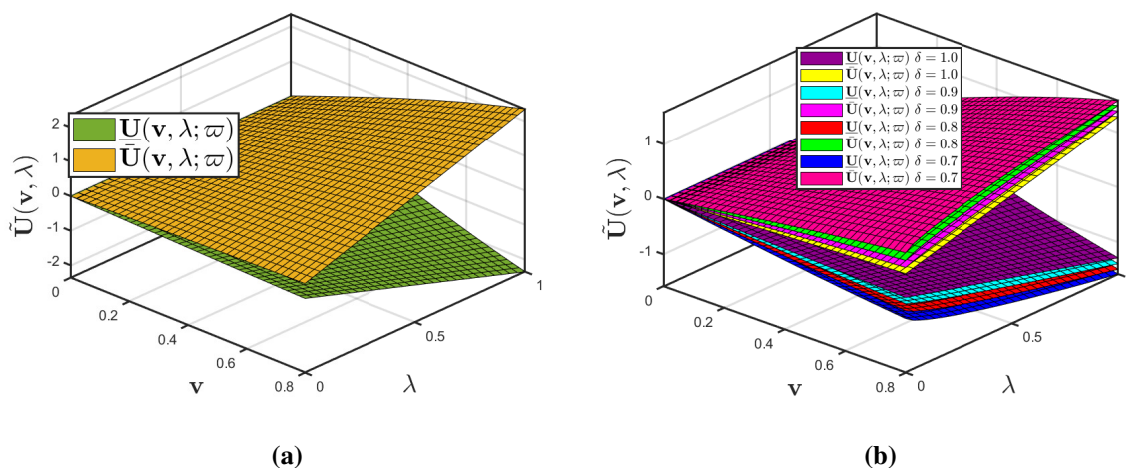 U̲(v, λ; ϖ)
Ū(v, λ; ϖ)
Ũ(v, λ)
2
1
0
-1
-2
0
0.2
0.4
0.6
0.8
v
0
0.5
1
λ
(a)
U̲(v, λ; ϖ) δ = 1.0
Ū(v, λ; ϖ) δ = 1.0
U̲(v, λ; ϖ) δ = 0.9
Ū(v, λ; ϖ) δ = 0.9
U̲(v, λ; ϖ) δ = 0.8
Ū(v, λ; ϖ) δ = 0.8
U̲(v, λ; ϖ) δ = 0.7
Ū(v, λ; ϖ) δ = 0.7
Ũ(v, λ)
1
0
-1
0
0.2
0.4
0.6
0.8
v
0
0.5
λ
(b)